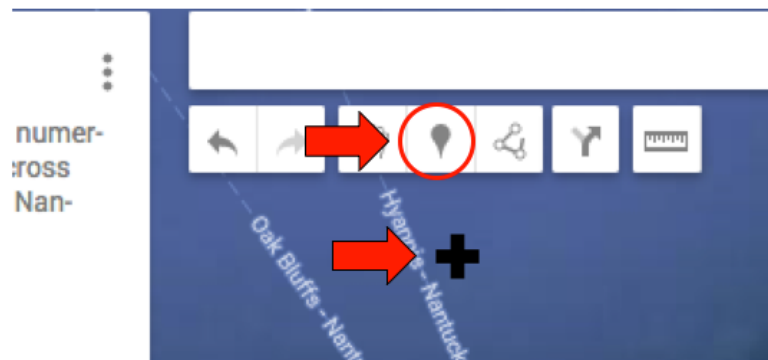 numer-
cross
Nan-
Hyannis - Nantuck
Oak Bluffs - Nant